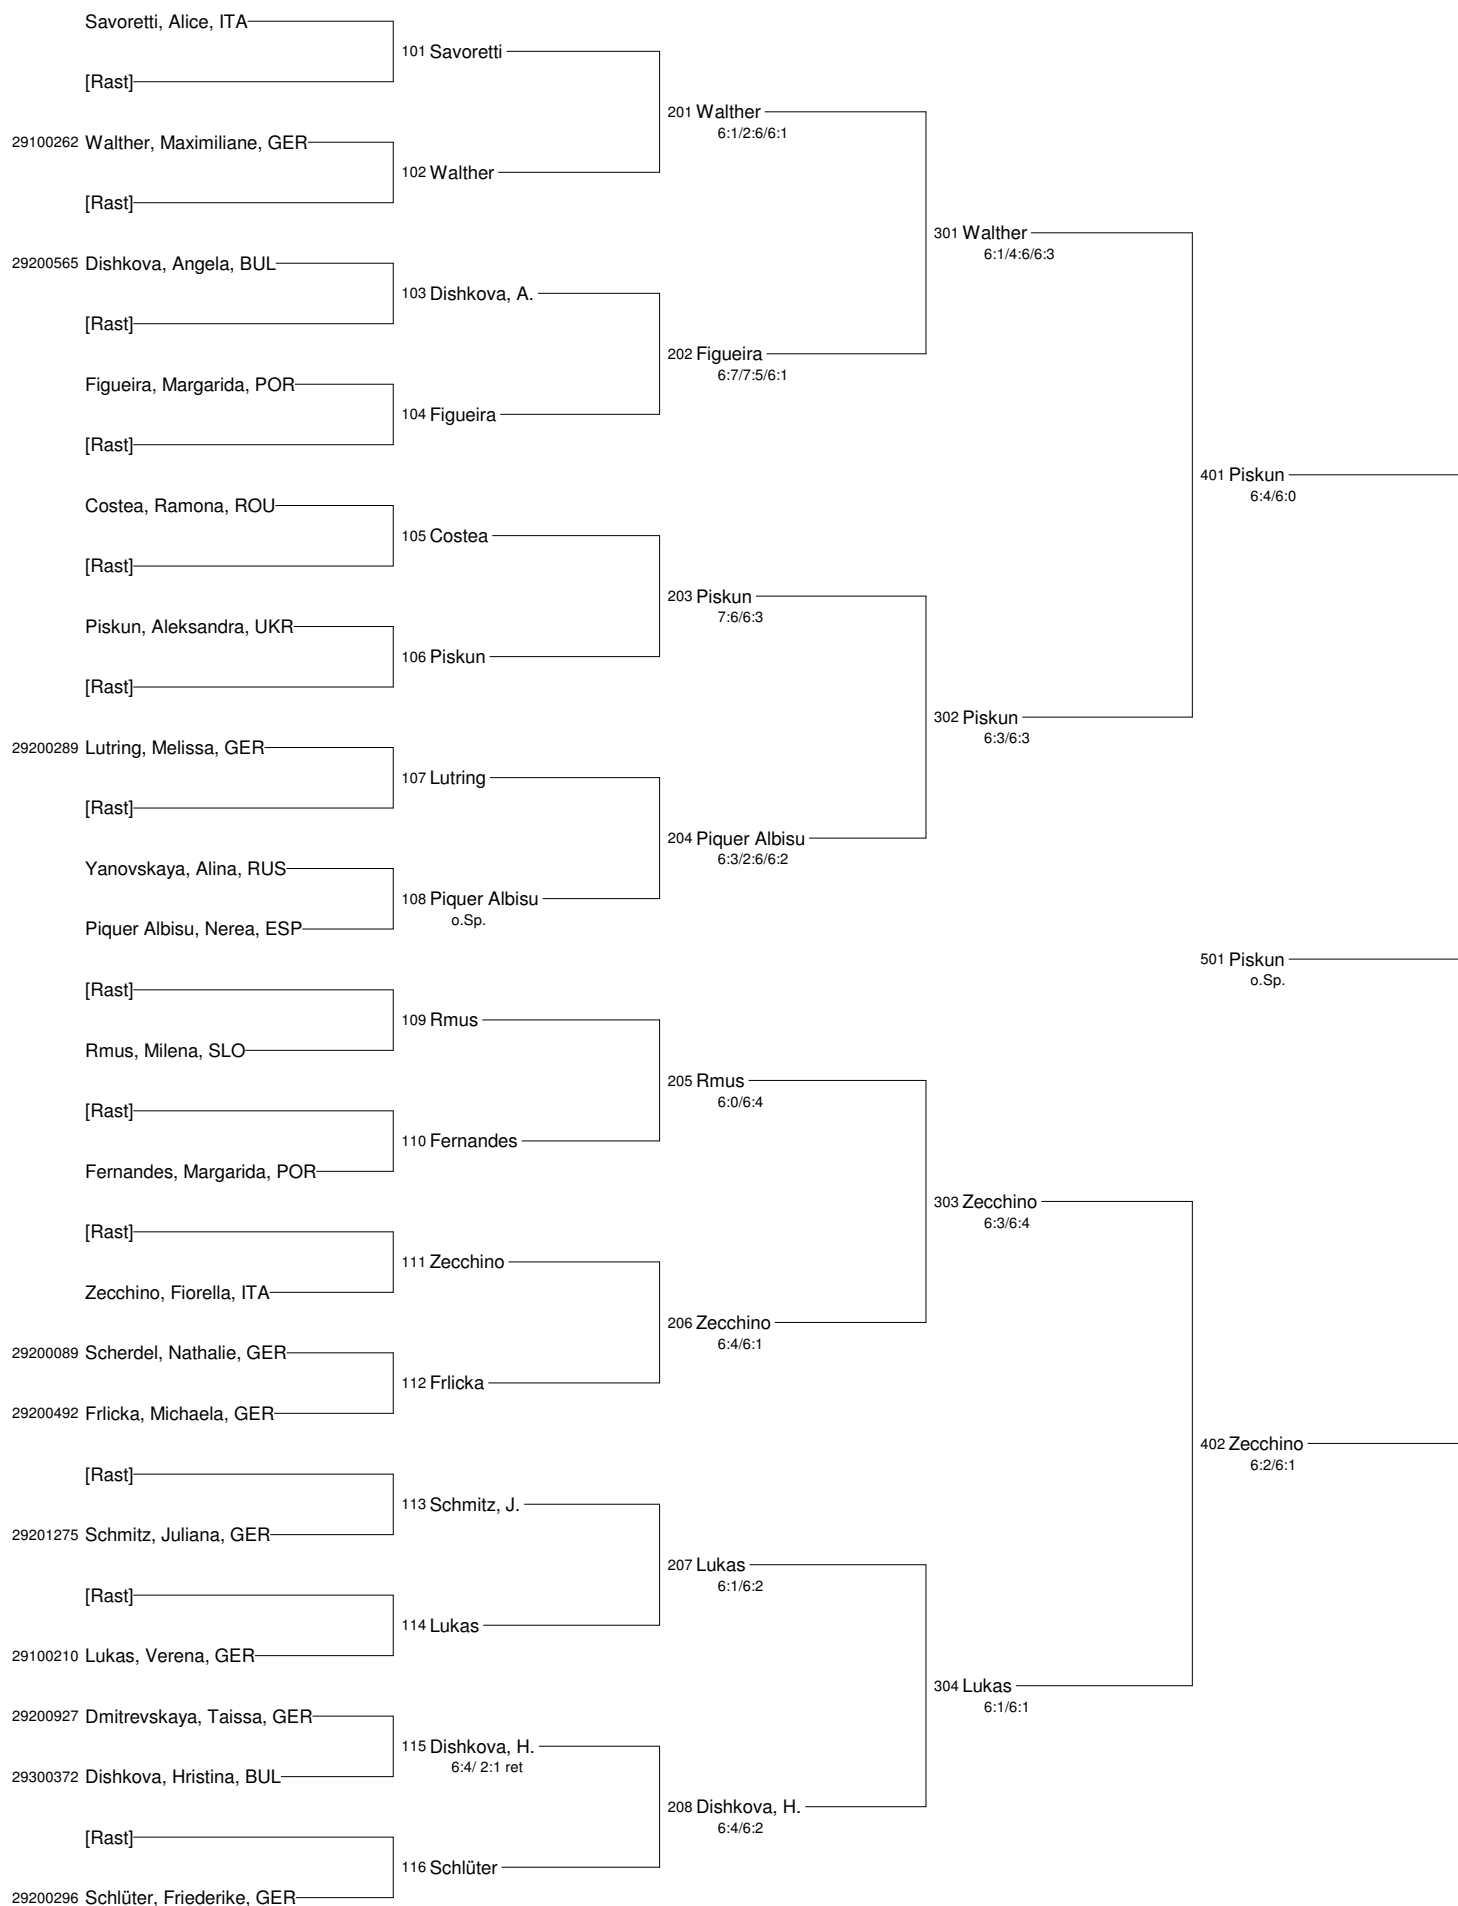 Savoretti, Alice, ITA
101 Savoretti
[Rast]
201 Walther
6:1/2:6/6:1
29100262 Walther, Maximiliane, GER
102 Walther
[Rast]
301 Walther
6:1/4:6/6:3
29200565 Dishkova, Angela, BUL
103 Dishkova, A.
[Rast]
202 Figueira
6:7/7:5/6:1
Figueira, Margarida, POR
104 Figueira
[Rast]
401 Piskun
6:4/6:0
Costea, Ramona, ROU
105 Costea
[Rast]
203 Piskun
7:6/6:3
Piskun, Aleksandra, UKR
106 Piskun
[Rast]
302 Piskun
6:3/6:3
29200289 Lutring, Melissa, GER
107 Lutring
[Rast]
204 Piquer Albisu
6:3/2:6/6:2
Yanovskaya, Alina, RUS
108 Piquer Albisu
o.Sp.
Piquer Albisu, Nerea, ESP
501 Piskun
o.Sp.
[Rast]
109 Rmus
Rmus, Milena, SLO
205 Rmus
6:0/6:4
[Rast]
110 Fernandes
Fernandes, Margarida, POR
303 Zecchino
6:3/6:4
[Rast]
111 Zecchino
Zecchino, Fiorella, ITA
206 Zecchino
6:4/6:1
29200089 Scherdel, Nathalie, GER
112 Frlicka
29200492 Frlicka, Michaela, GER
402 Zecchino
6:2/6:1
[Rast]
113 Schmitz, J.
29201275 Schmitz, Juliana, GER
207 Lukas
6:1/6:2
[Rast]
114 Lukas
29100210 Lukas, Verena, GER
304 Lukas
6:1/6:1
29200927 Dmitrevskaya, Taissa, GER
115 Dishkova, H.
6:4/ 2:1 ret
29300372 Dishkova, Hristina, BUL
208 Dishkova, H.
6:4/6:2
[Rast]
116 Schlüter
29200296 Schlüter, Friederike, GER